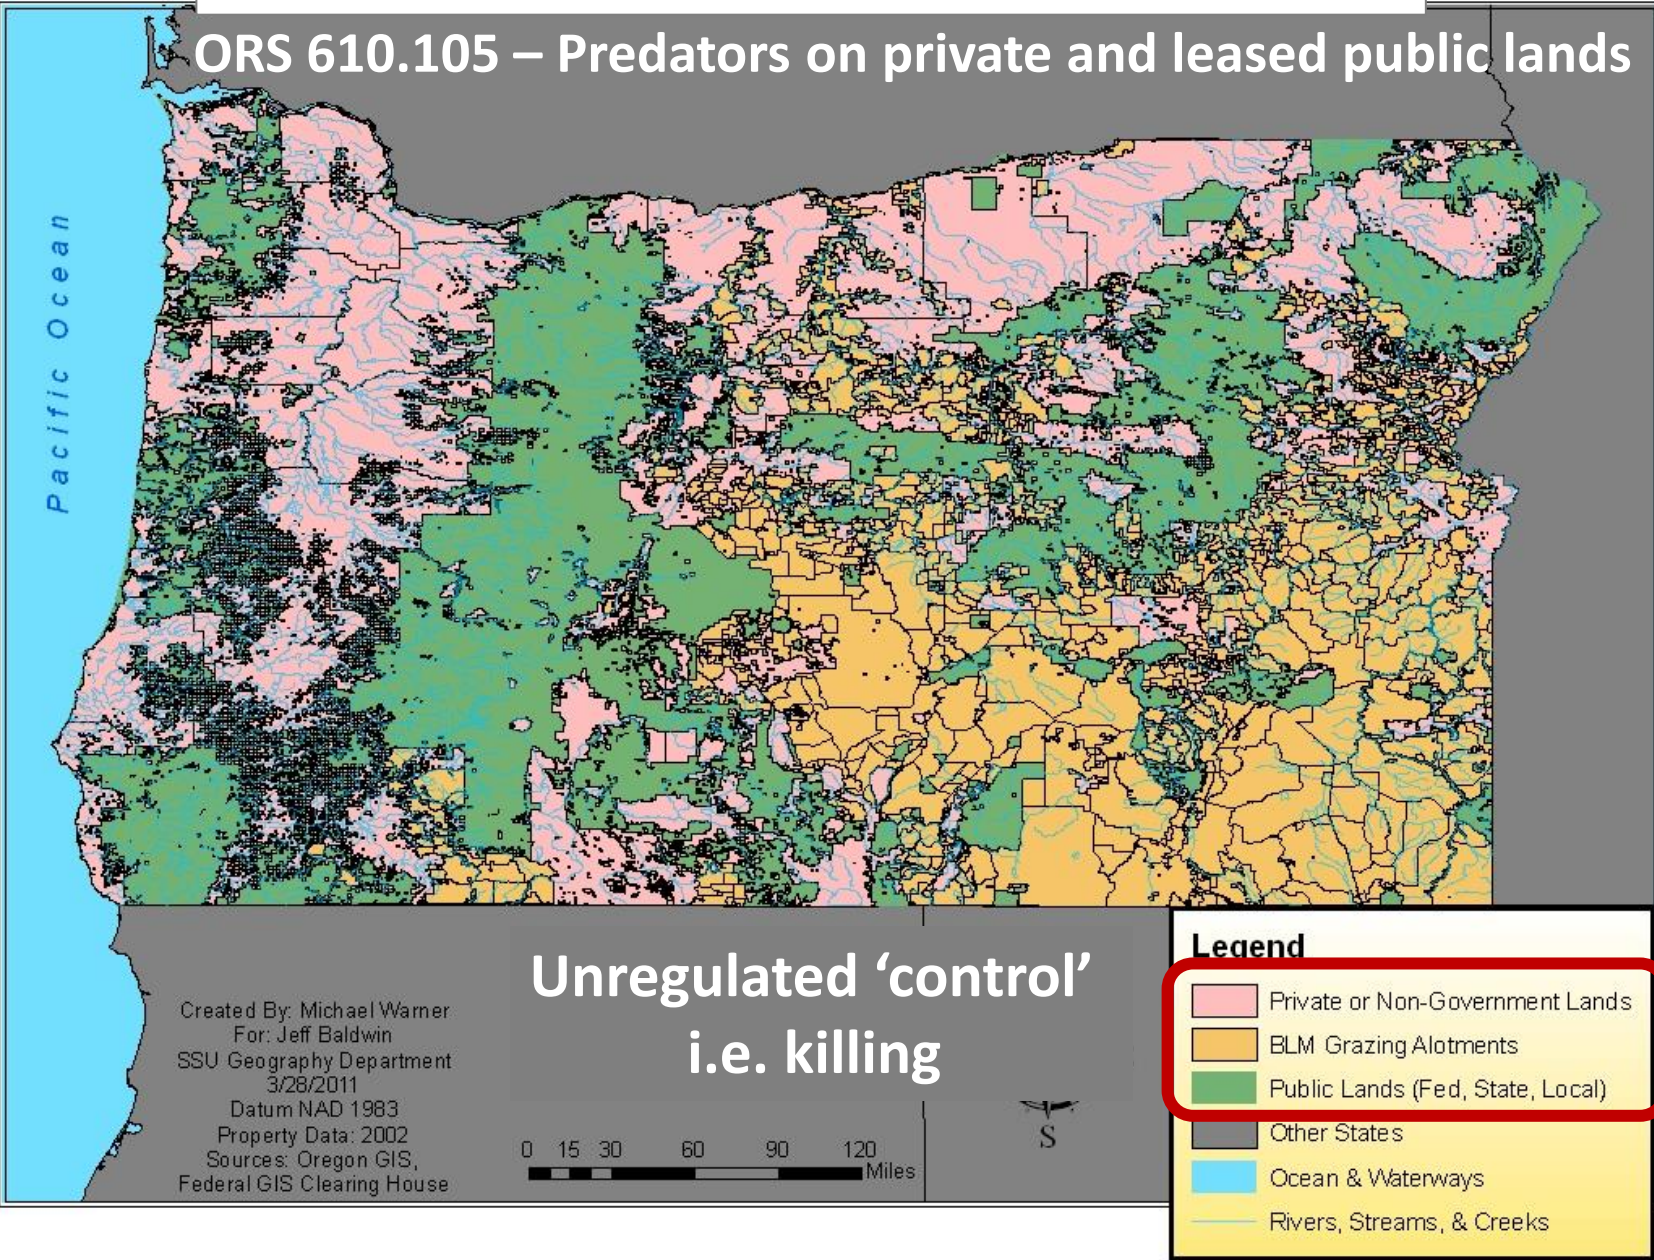 ORS 610.105 – Predators on private and leased public lands
Pacific Ocean
Unregulated ‘control’
i.e. killing
Created By: Michael Warner
For: Jeff Baldwin
SSU Geography Department
3/28/2011
Datum NAD 1983
Property Data: 2002
Sources: Oregon GIS,
Federal GIS Clearing House
0 15 30 60 90 120
Miles
S
Legend
Private or Non-Government Lands
BLM Grazing Alotments
Public Lands (Fed, State, Local)
Other States
Ocean & Waterways
Rivers, Streams, & Creeks